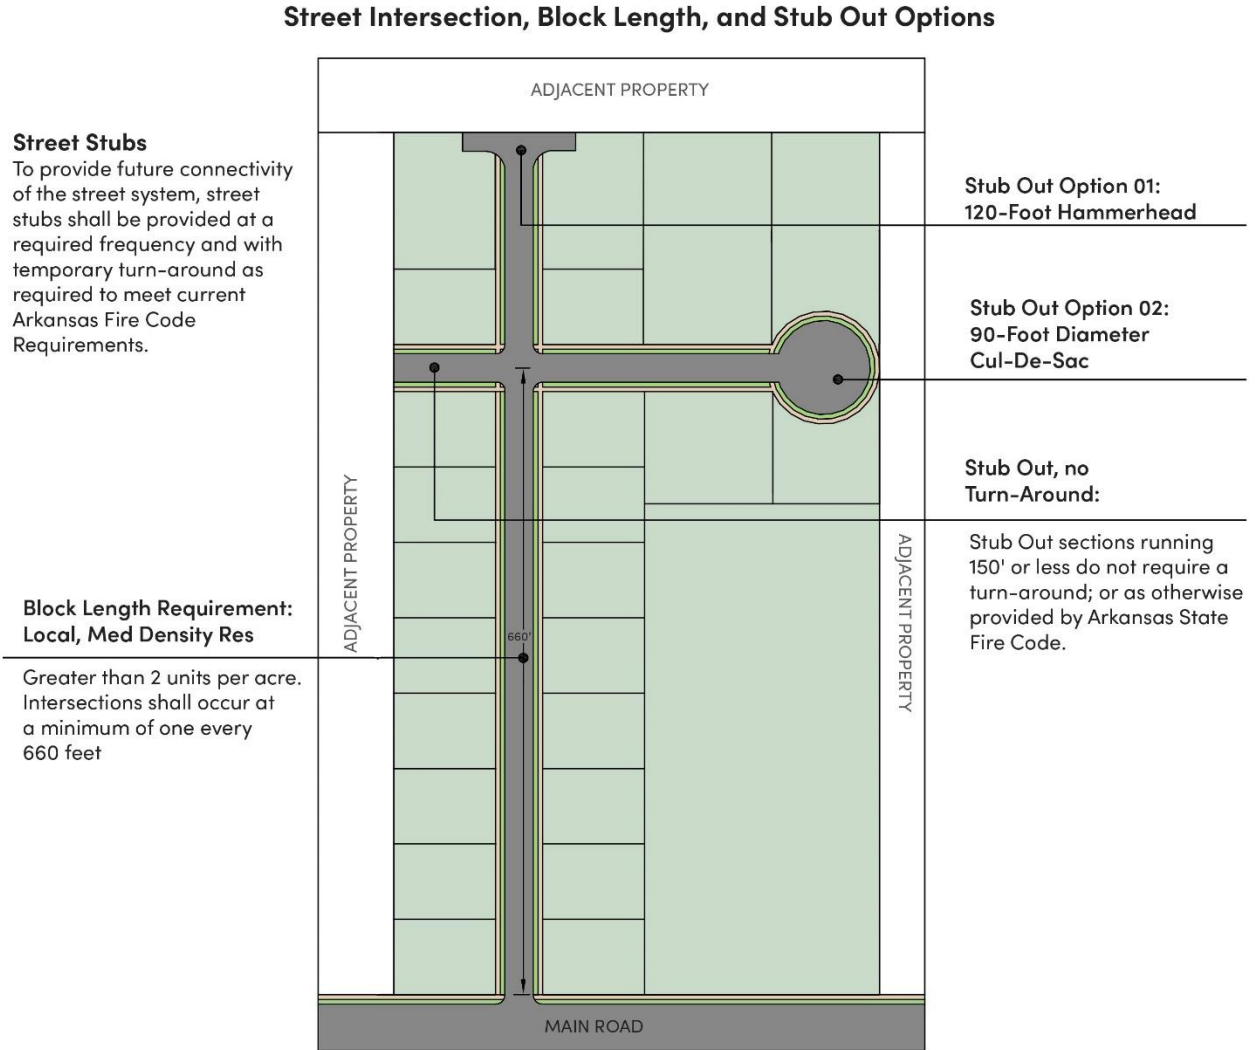 Street Intersection, Block Length, and Stub Out Options
ADJACENT PROPERTY
Street Stubs
To provide future connectivity
of the street system, street
stubs shall be provided at a
required frequency and with
temporary turn-around as
required to meet current
Arkansas Fire Code
Requirements.
Stub Out Option 01:
120-Foot Hammerhead
Stub Out Option 02:
90-Foot Diameter
Cul-De-Sac
Stub Out, no
Turn-Around:
Stub Out sections running
150' or less do not require a
turn-around; or as otherwise
provided by Arkansas State
Fire Code.
ADJACENT PROPERTY
ADJACENT PROPERTY
Block Length Requirement:
Local, Med Density Res
Greater than 2 units per acre.
Intersections shall occur at
a minimum of one every
660 feet
660'
MAIN ROAD